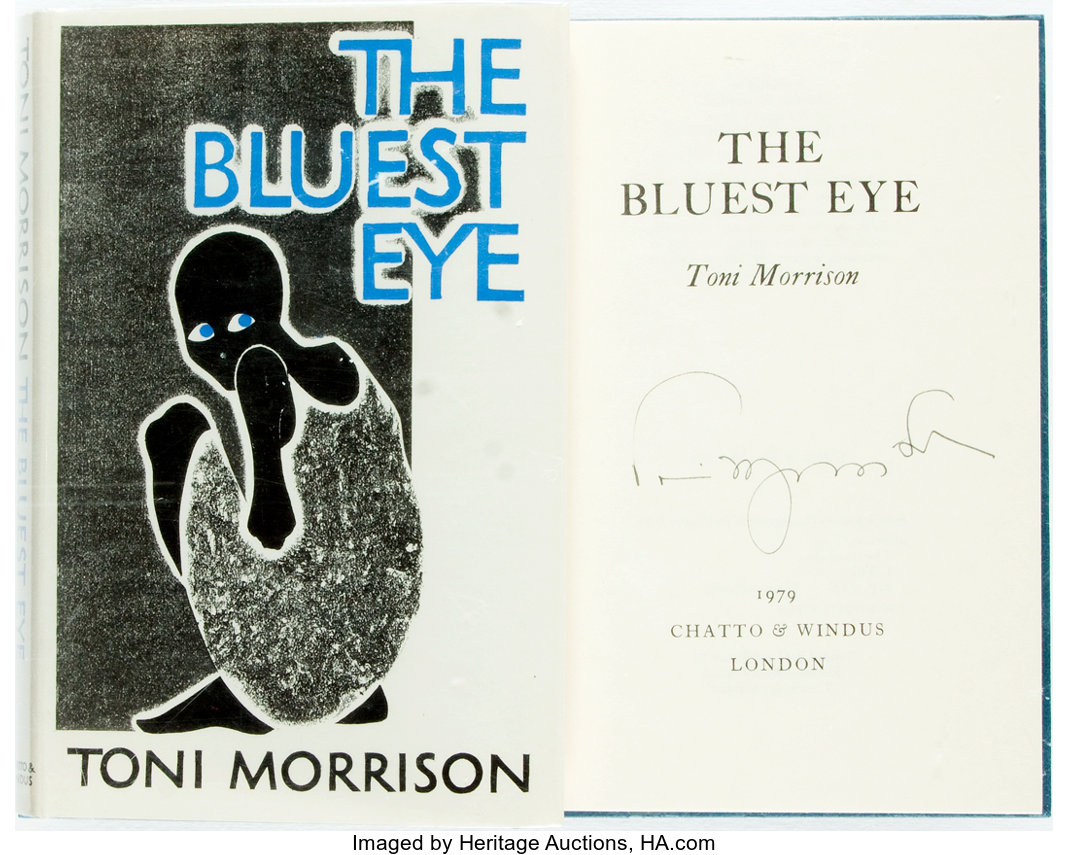 TONI MORRISON THE BLUEST EYE
THE
BLUEST
EYE
TONI MORRISON
THE
BLUEST EYE
Toni Morrison
1979
CHATTO & WINDUS
LONDON
Imaged by Heritage Auctions, HA.com